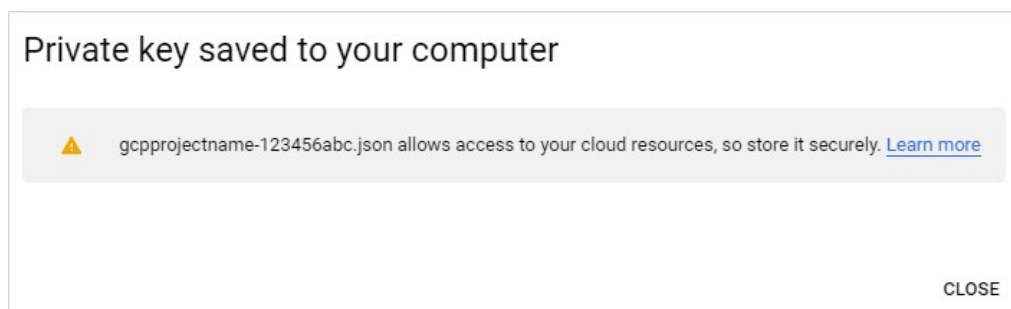 Private key saved to your computer
gcpprojectname-123456abc.json allows access to your cloud resources, so store it securely. Learn more
CLOSE